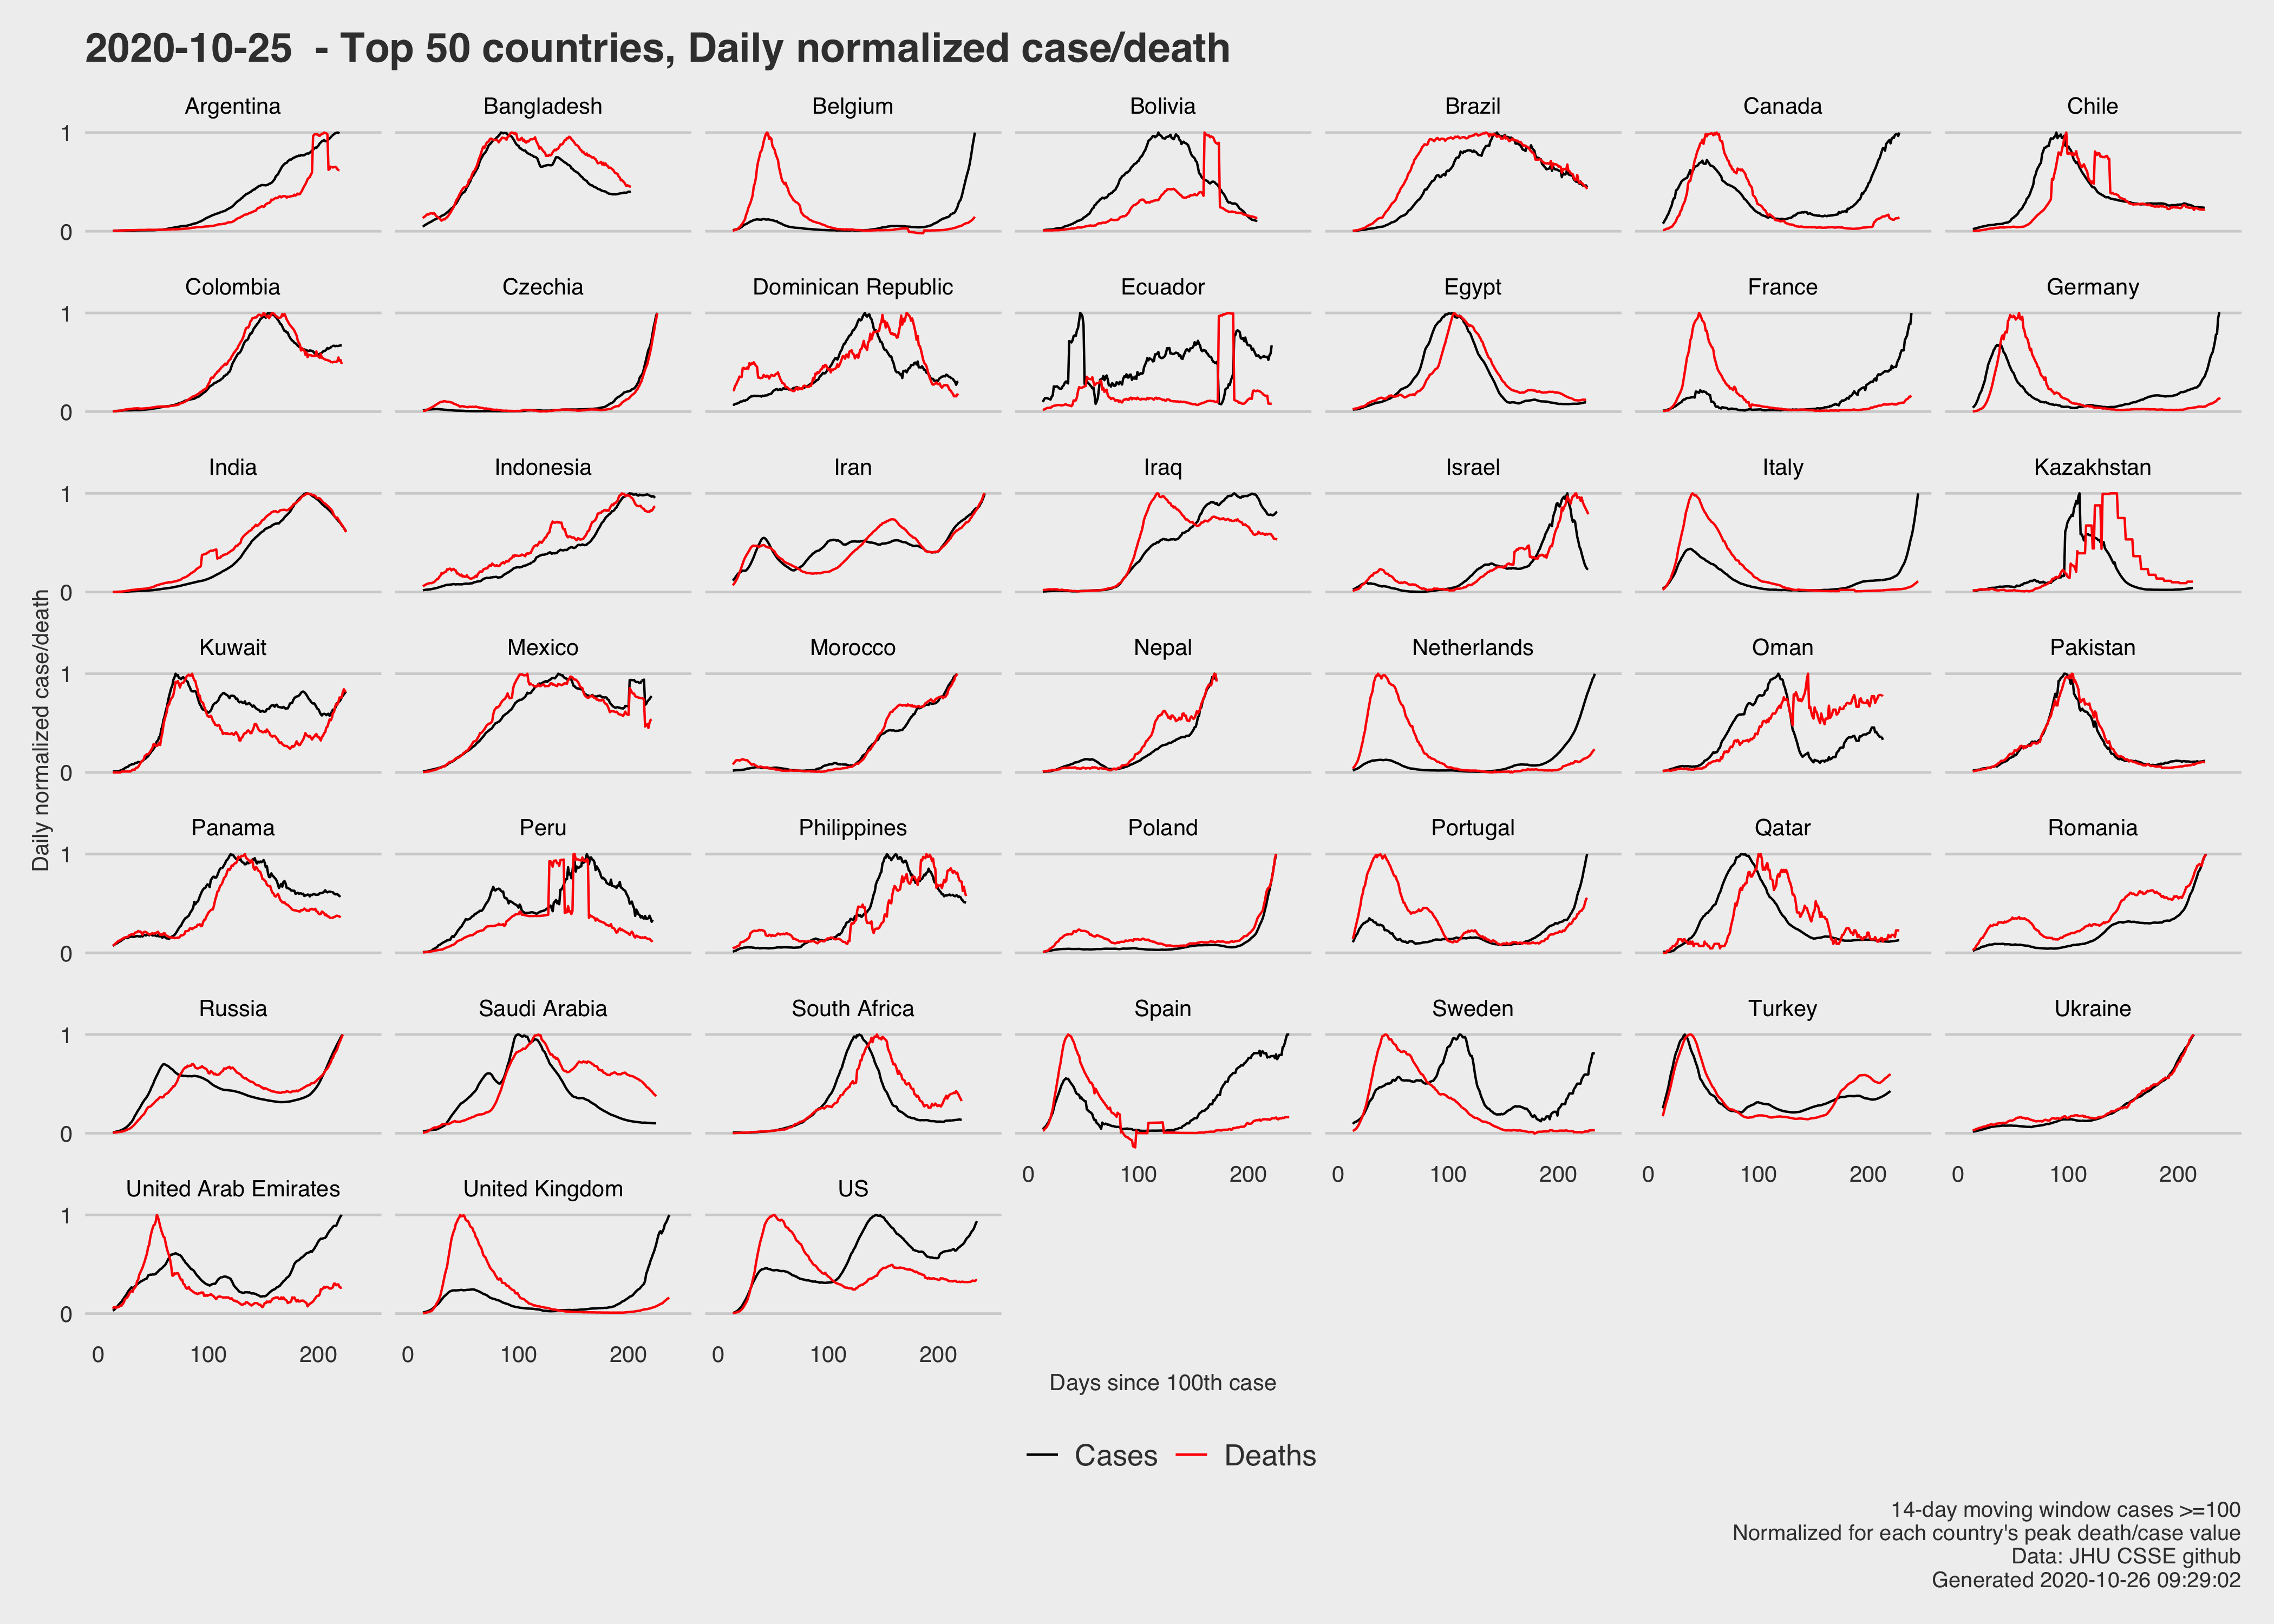 2020-10-25  - Top 50 countries, Daily normalized case/death
Argentina Bangladesh Belgium Bolivia Brazil Canada Chile
1
0
Colombia Czechia Dominican Republic Ecuador Egypt France Germany
1
0
India Indonesia Iran Iraq Israel Italy Kazakhstan
1
0
Daily normalized case/death
Kuwait Mexico Morocco Nepal Netherlands Oman Pakistan
1
0
Panama Peru Philippines Poland Portugal Qatar Romania
1
0
Russia Saudi Arabia South Africa Spain Sweden Turkey Ukraine
1
0
0 100 200 0 100 200 0 100 200 0 100 200
United Arab Emirates United Kingdom US
1
0
0 100 200 0 100 200 0 100 200
Days since 100th case
Cases Deaths
14-day moving window cases >=100
Normalized for each country's peak death/case value
Data: JHU CSSE github
Generated 2020-10-26 09:29:02